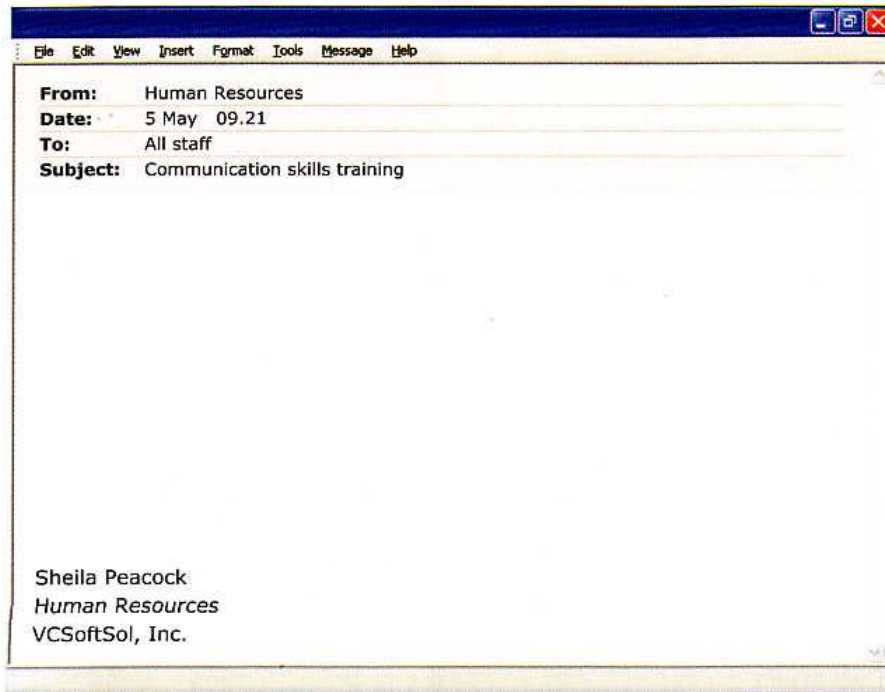 File Edit View Insert Format Tools Message Help
From: Human Resources
Date: 5 May 09.21
To: All staff
Subject: Communication skills training
Sheila Peacock
Human Resources
VCSoftSol, Inc.